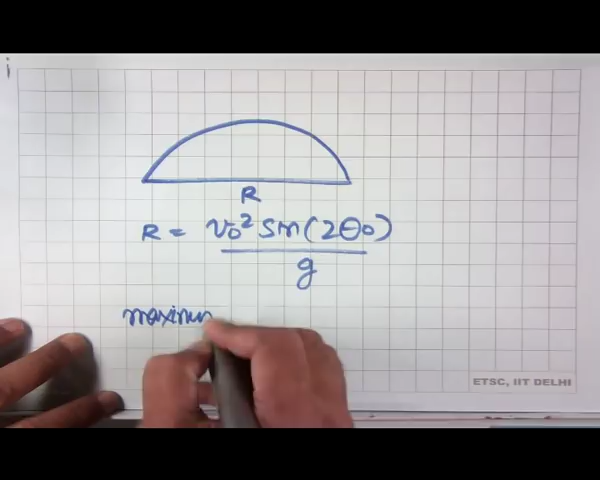 R
R = v₀² Sin(2θ₀)
g
maximum
ETSC, IIT DELHI